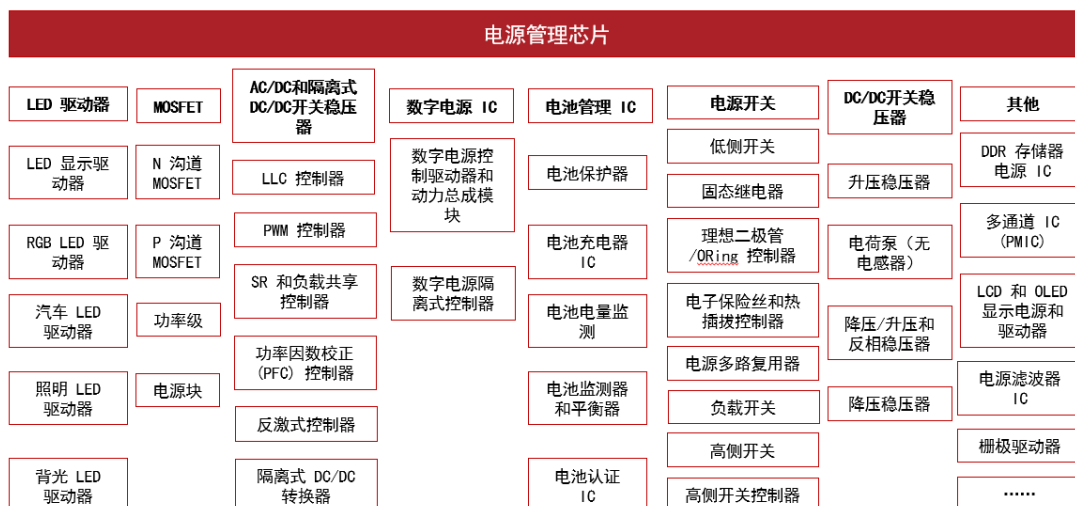 电源管理芯片
LED 驱动器
LED 显示驱
动器
RGB LED 驱
动器
汽车 LED
驱动器
照明 LED
驱动器
背光 LED
驱动器
MOSFET
N 沟道
MOSFET
P 沟道
MOSFET
功率级
电源块
AC/DC和隔离式
DC/DC开关稳压
器
LLC 控制器
PWM 控制器
SR 和负载共享
控制器
功率因数校正
(PFC) 控制器
反激式控制器
隔离式 DC/DC
转换器
数字电源 IC
数字电源控
制驱动器和
动力总成模
块
数字电源隔
离式控制器
电池管理 IC
电池保护器
电池充电器
IC
电池电量监
测
电池监测器
和平衡器
电池认证
IC
电源开关
低侧开关
固态继电器
理想二极管
/ORing 控制器
电子保险丝和热
插拔控制器
电源多路复用器
负载开关
高侧开关
高侧开关控制器
DC/DC开关稳
压器
升压稳压器
电荷泵（无
电感器）
降压/升压和
反相稳压器
降压稳压器
其他
DDR 存储器
电源 IC
多通道 IC
(PMIC)
LCD 和 OLED
显示电源和
驱动器
电源滤波器
IC
栅极驱动器
……